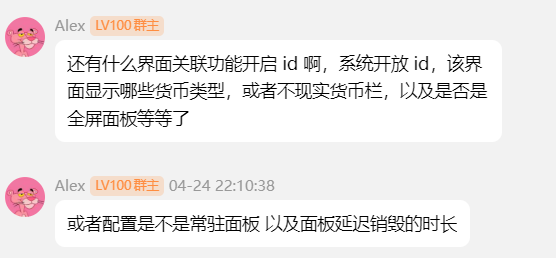 Alex LV100 群主
还有什么界面关联功能开启 id 啊，系统开放 id，该界
面显示哪些货币类型，或者不现实货币栏，以及是否是
全屏面板等等了
Alex LV100 群主 04-24 22:10:38
或者配置是不是常驻面板 以及面板延迟销毁的时长